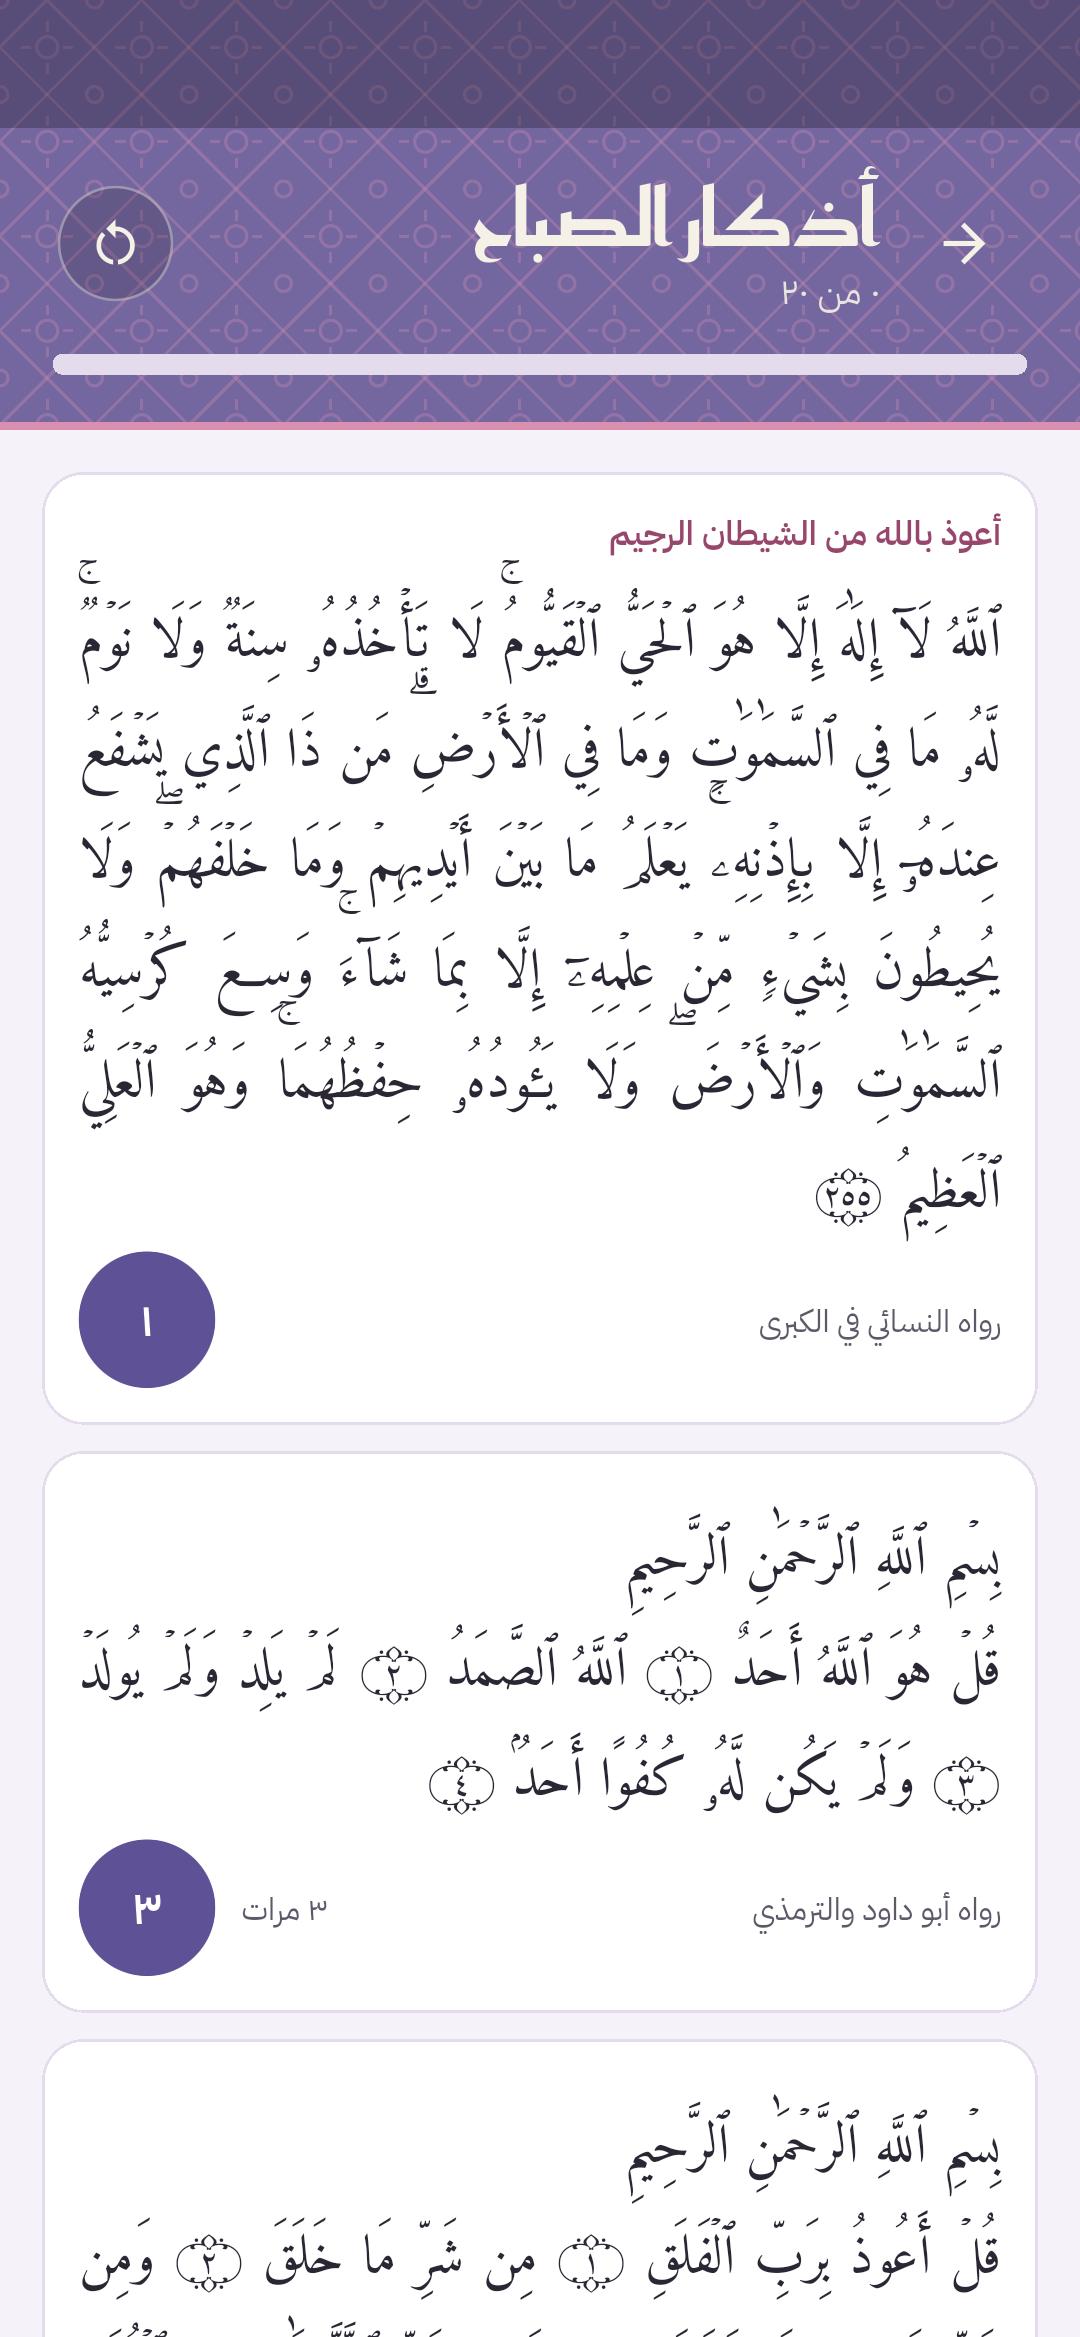 أذكار الصباح
٠ من ٢٠
أعوذ بالله من الشيطان الرجيم
ٱللَّهُ لَآ إِلَٰهَ إِلَّا هُوَ ٱلْحَيُّ ٱلْقَيُّومُ ۚ لَا تَأْخُذُهُۥ سِنَةٌ وَلَا نَوْمٌ ۚ
لَّهُۥ مَا فِي ٱلسَّمَٰوَٰتِ وَمَا فِي ٱلْأَرْضِ ۗ مَن ذَا ٱلَّذِي يَشْفَعُ
عِندَهُۥٓ إِلَّا بِإِذْنِهِۦ ۚ يَعْلَمُ مَا بَيْنَ أَيْدِيهِمْ وَمَا خَلْفَهُمْ ۖ وَلَا
يُحِيطُونَ بِشَيْءٍ مِّنْ عِلْمِهِۦٓ إِلَّا بِمَا شَآءَ ۚ وَسِعَ كُرْسِيُّهُ
ٱلسَّمَٰوَٰتِ وَٱلْأَرْضَ ۖ وَلَا يَـُٔودُهُۥ حِفْظُهُمَا ۚ وَهُوَ ٱلْعَلِيُّ
ٱلْعَظِيمُ ۝٢٥٥
رواه النسائي في الكبرى
١
بِسْمِ ٱللَّهِ ٱلرَّحْمَٰنِ ٱلرَّحِيمِ
قُلْ هُوَ ٱللَّهُ أَحَدٌ ۝١ ٱللَّهُ ٱلصَّمَدُ ۝٢ لَمْ يَلِدْ وَلَمْ يُولَدْ
۝٣ وَلَمْ يَكُن لَّهُۥ كُفُوًا أَحَدٌۢ ۝٤
رواه أبو داود والترمذي
٣ مرات
٣
بِسْمِ ٱللَّهِ ٱلرَّحْمَٰنِ ٱلرَّحِيمِ
قُلْ أَعُوذُ بِرَبِّ ٱلْفَلَقِ ۝١ مِن شَرِّ مَا خَلَقَ ۝٢ وَمِن